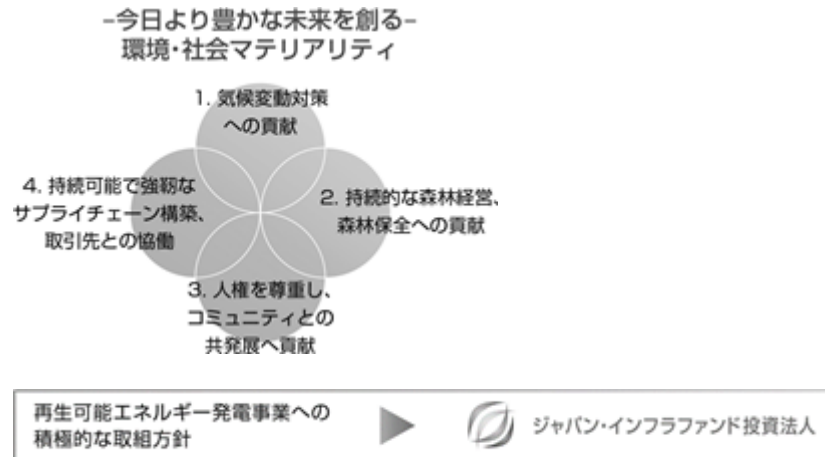 –今日より豊かな未来を創る–
環境・社会マテリアリティ
1. 気候変動対策
への貢献
2. 持続的な森林経営、
森林保全への貢献
3. 人権を尊重し、
コミュニティとの
共発展へ貢献
4. 持続可能で強靭な
サプライチェーン構築、
取引先との協働
再生可能エネルギー発電事業への
積極的な取組方針
ジャパン・インフラファンド投資法人